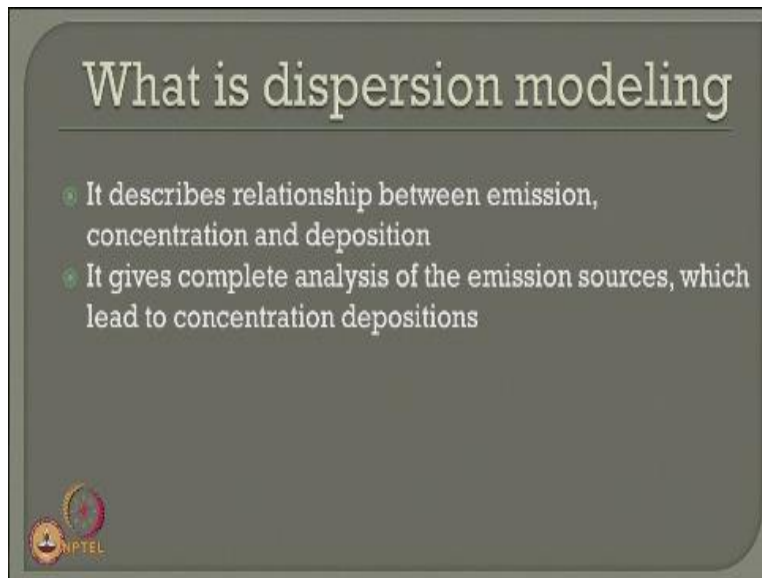 What is dispersion modeling
It describes relationship between emission,
concentration and deposition
It gives complete analysis of the emission sources, which
lead to concentration depositions
NPTEL